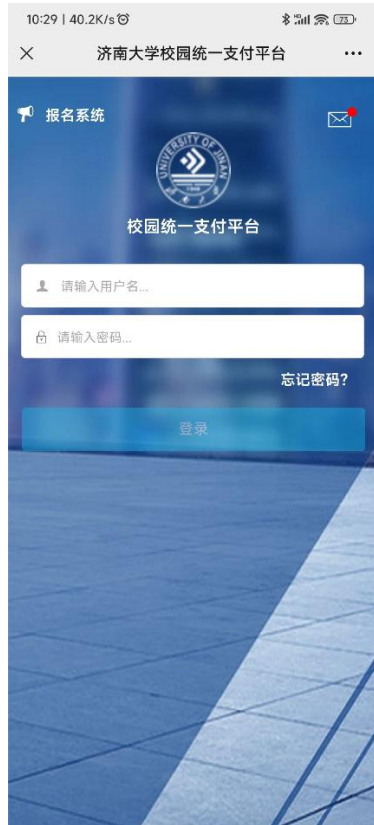 10:29 | 40.2K/s
73
济南大学校园统一支付平台
报名系统
UNIVERSITY OF JINAN
校园统一支付平台
请输入用户名...
请输入密码...
忘记密码?
登录